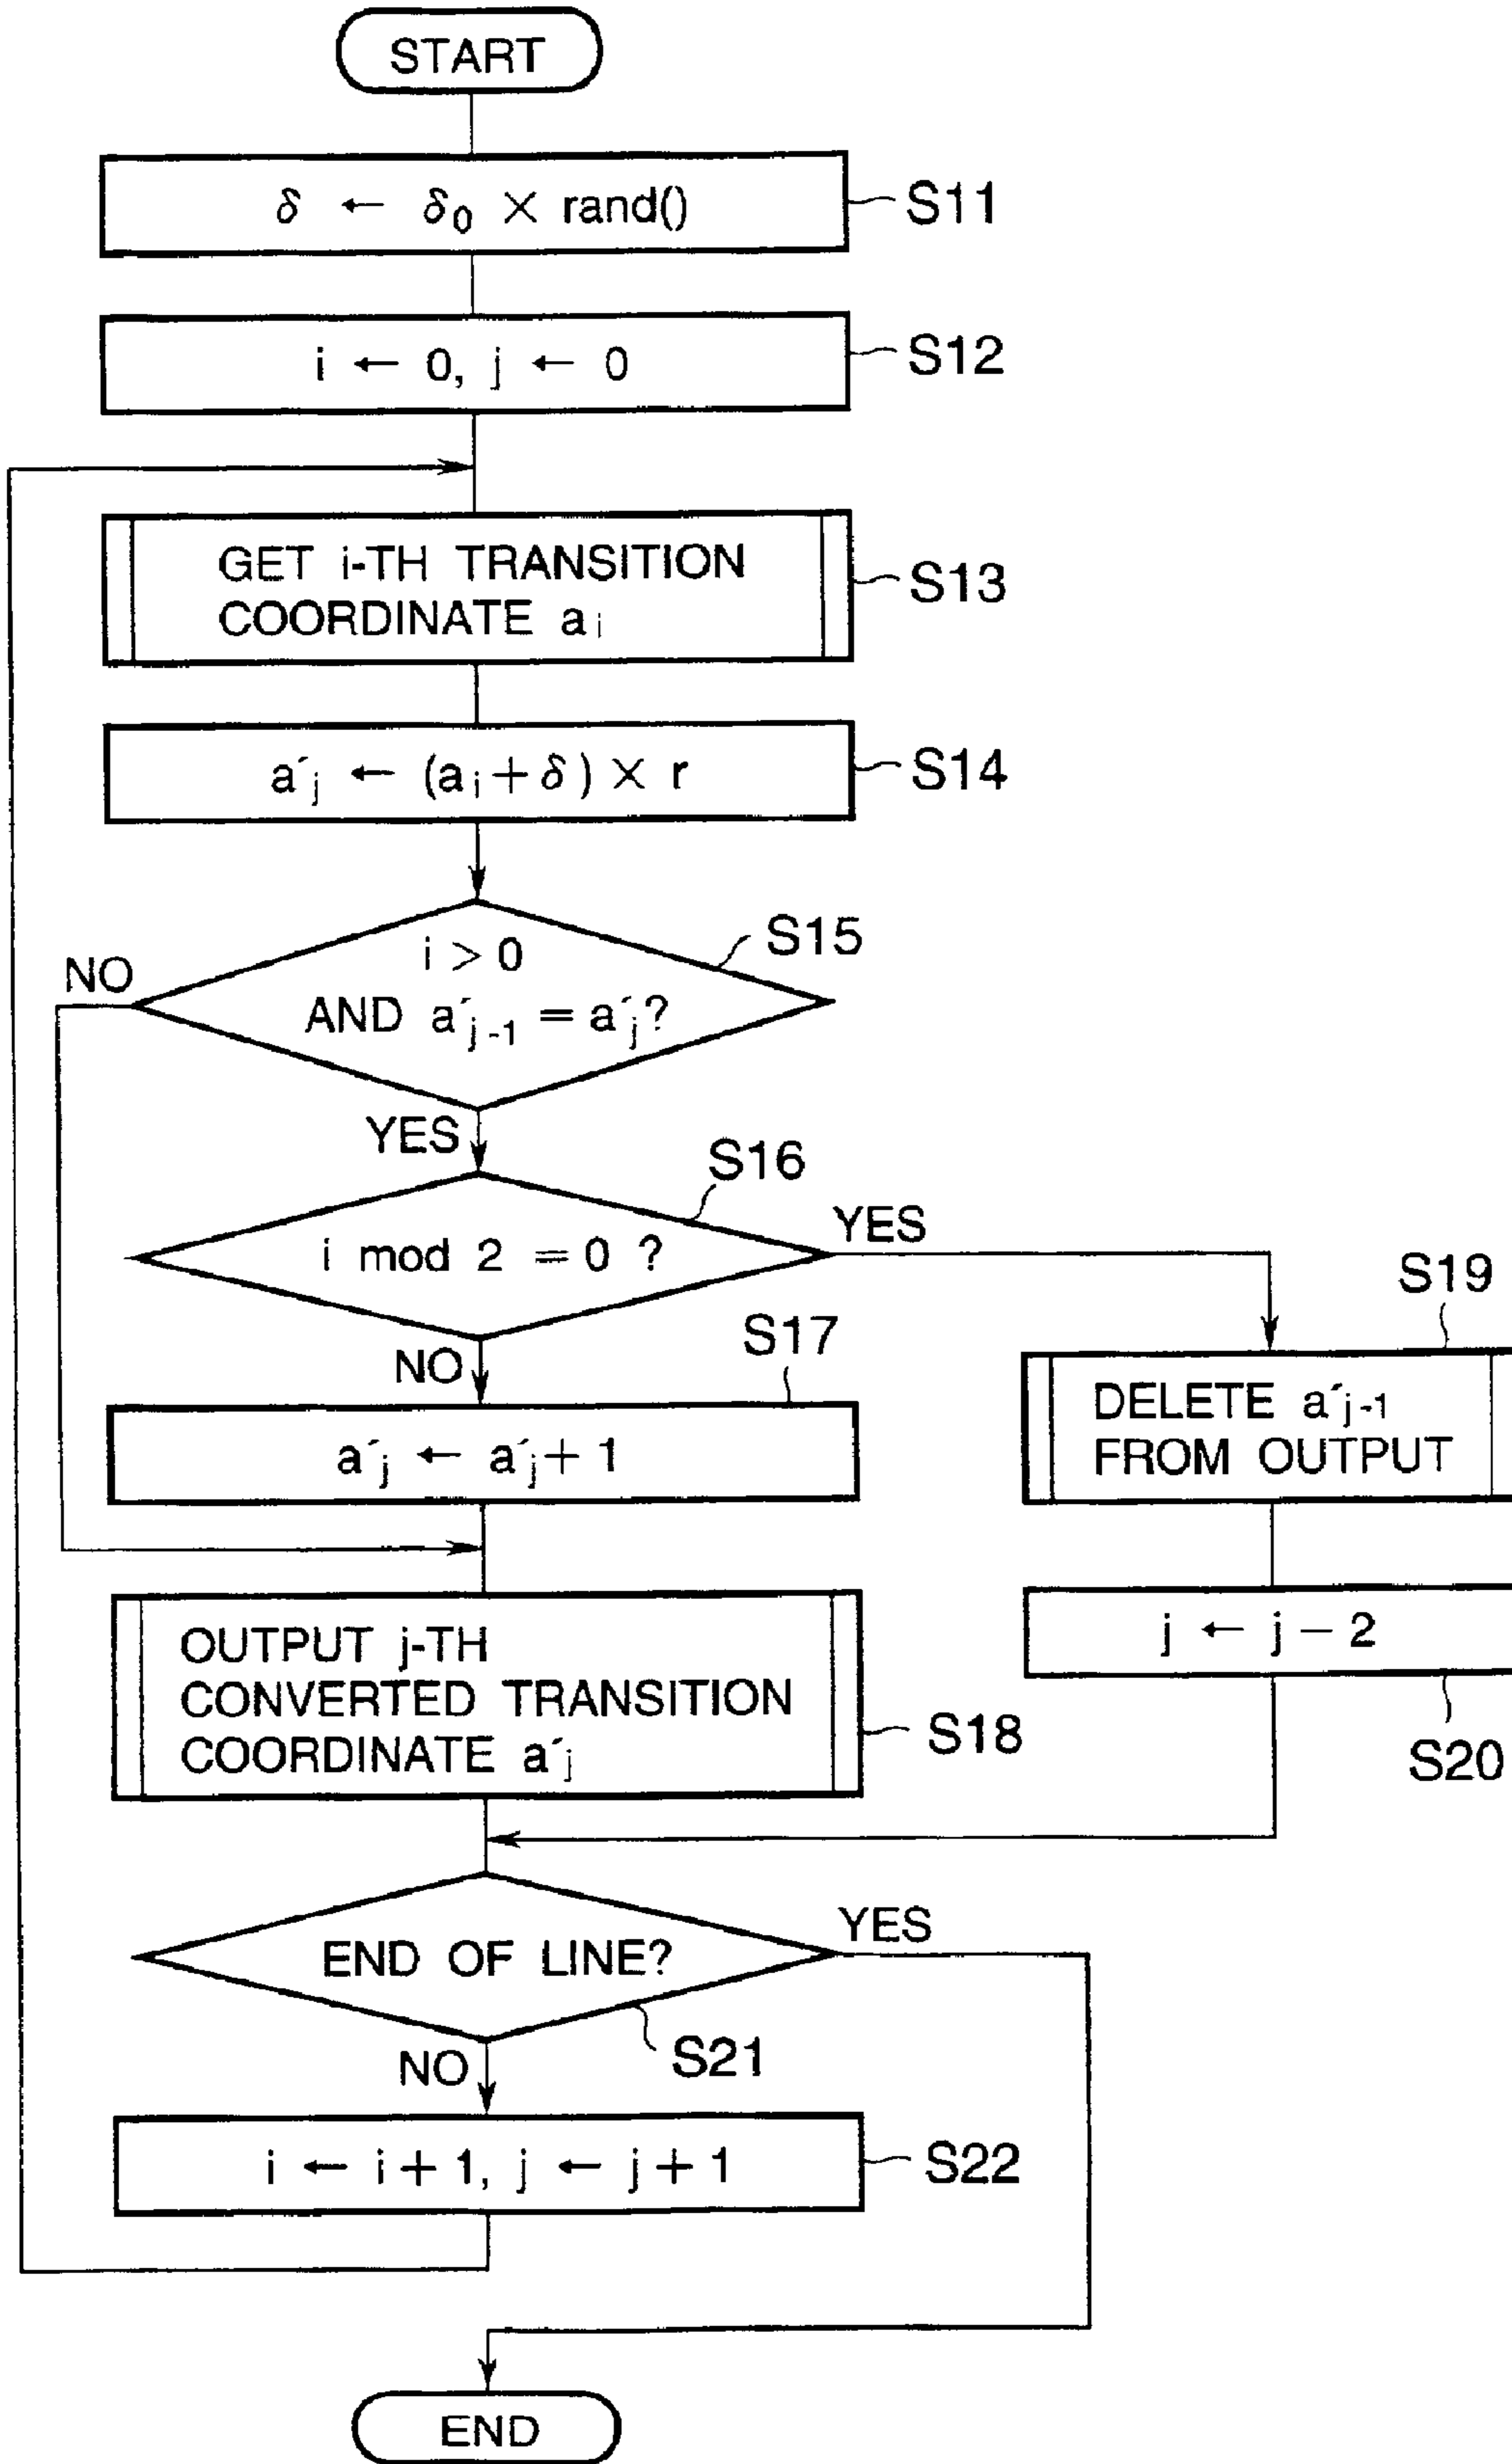 START
δ ← δ₀ × rand()
S11
i ← 0, j ← 0
S12
GET i-TH TRANSITION
COORDINATE aᵢ
S13
a´ⱼ ← (aᵢ + δ) × r
S14
i > 0
AND a´ⱼ₋₁ = a´ⱼ?
S15
NO
YES
i mod 2 = 0 ?
S16
YES
NO
a´ⱼ ← a´ⱼ + 1
S17
DELETE a´ⱼ₋₁
FROM OUTPUT
S19
OUTPUT j-TH
CONVERTED TRANSITION
COORDINATE a´ⱼ
S18
j ← j − 2
S20
END OF LINE?
S21
YES
NO
i ← i + 1, j ← j + 1
S22
END